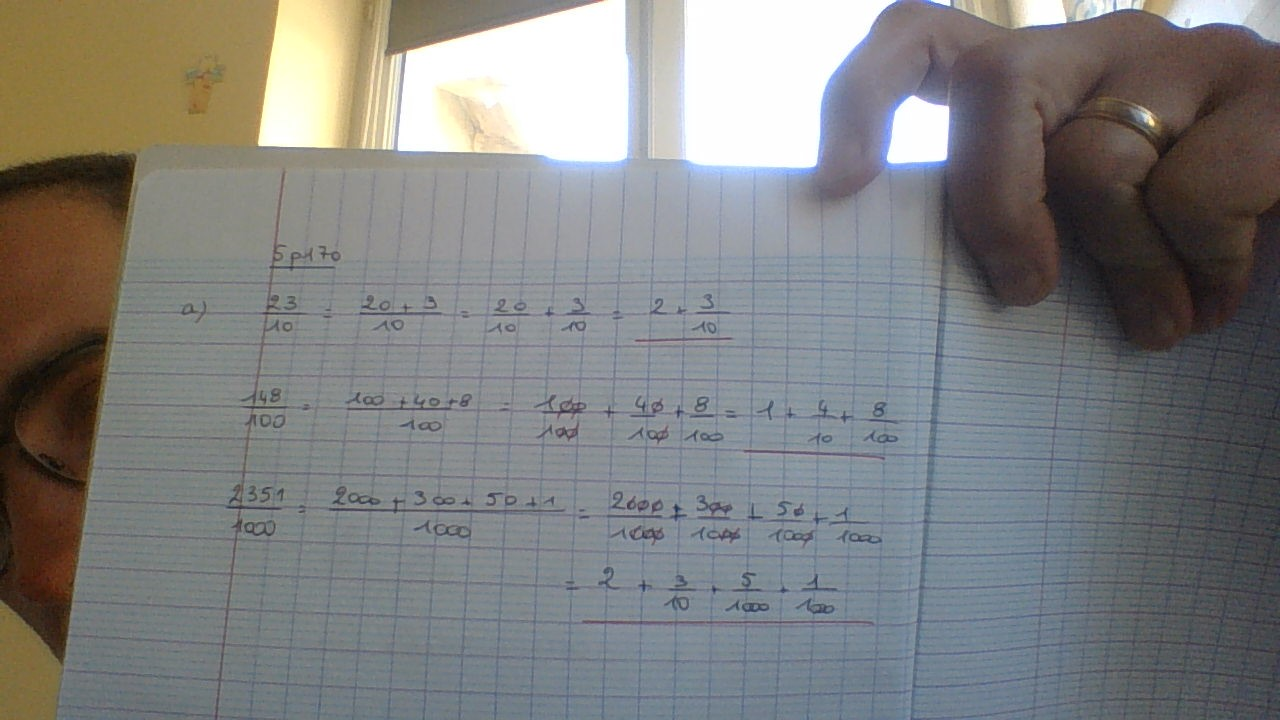 5 p 170
a) 23/10 = (20 + 3)/10 = 20/10 + 3/10 = 2 + 3/10
148/100 = (100 + 40 + 8)/100 = 100/100 + 40/100 + 8/100 = 1 + 4/10 + 8/100
2351/1000 = (2000 + 300 + 50 + 1)/1000 = 2000/1000 + 300/1000 + 50/1000 + 1/1000
= 2 + 3/10 + 5/1000 + 1/100